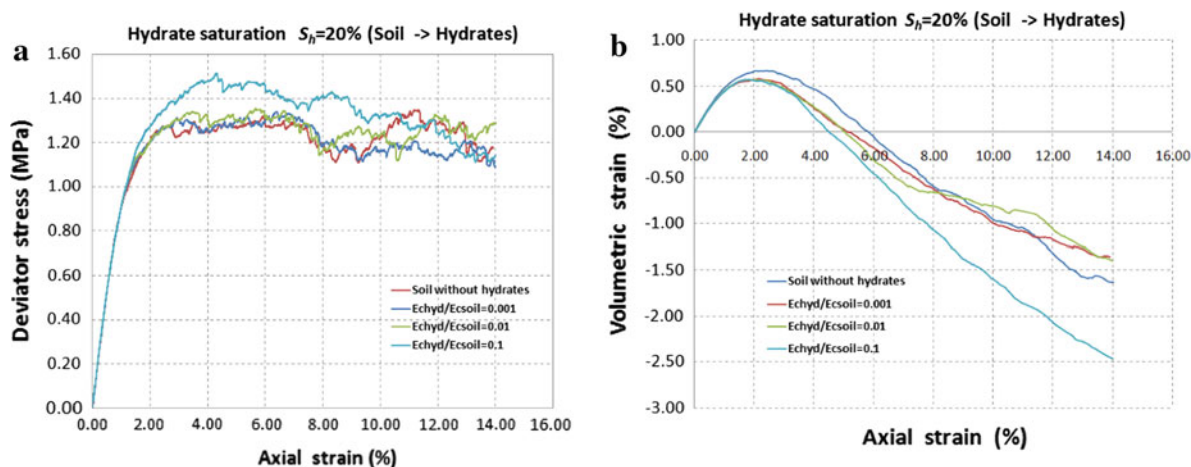 a
Hydrate saturation Sh=20% (Soil -> Hydrates)
Deviator stress (MPa)
1.60
1.40
1.20
1.00
0.80
0.60
0.40
0.20
0.00
Soil without hydrates
Echyd/Ecsoil=0.001
Echyd/Ecsoil=0.01
Echyd/Ecsoil=0.1
0.00 2.00 4.00 6.00 8.00 10.00 12.00 14.00 16.00
Axial strain (%)
b
Hydrate saturation Sh=20% (Soil -> Hydrates)
Volumetric strain (%)
1.00
0.50
0.00
-0.50
-1.00
-1.50
-2.00
-2.50
-3.00
0.00 2.00 4.00 6.00 8.00 10.00 12.00 14.00 16.00
Soil without hydrates
Echyd/Ecsoil=0.001
Echyd/Ecsoil=0.01
Echyd/Ecsoil=0.1
Axial strain (%)